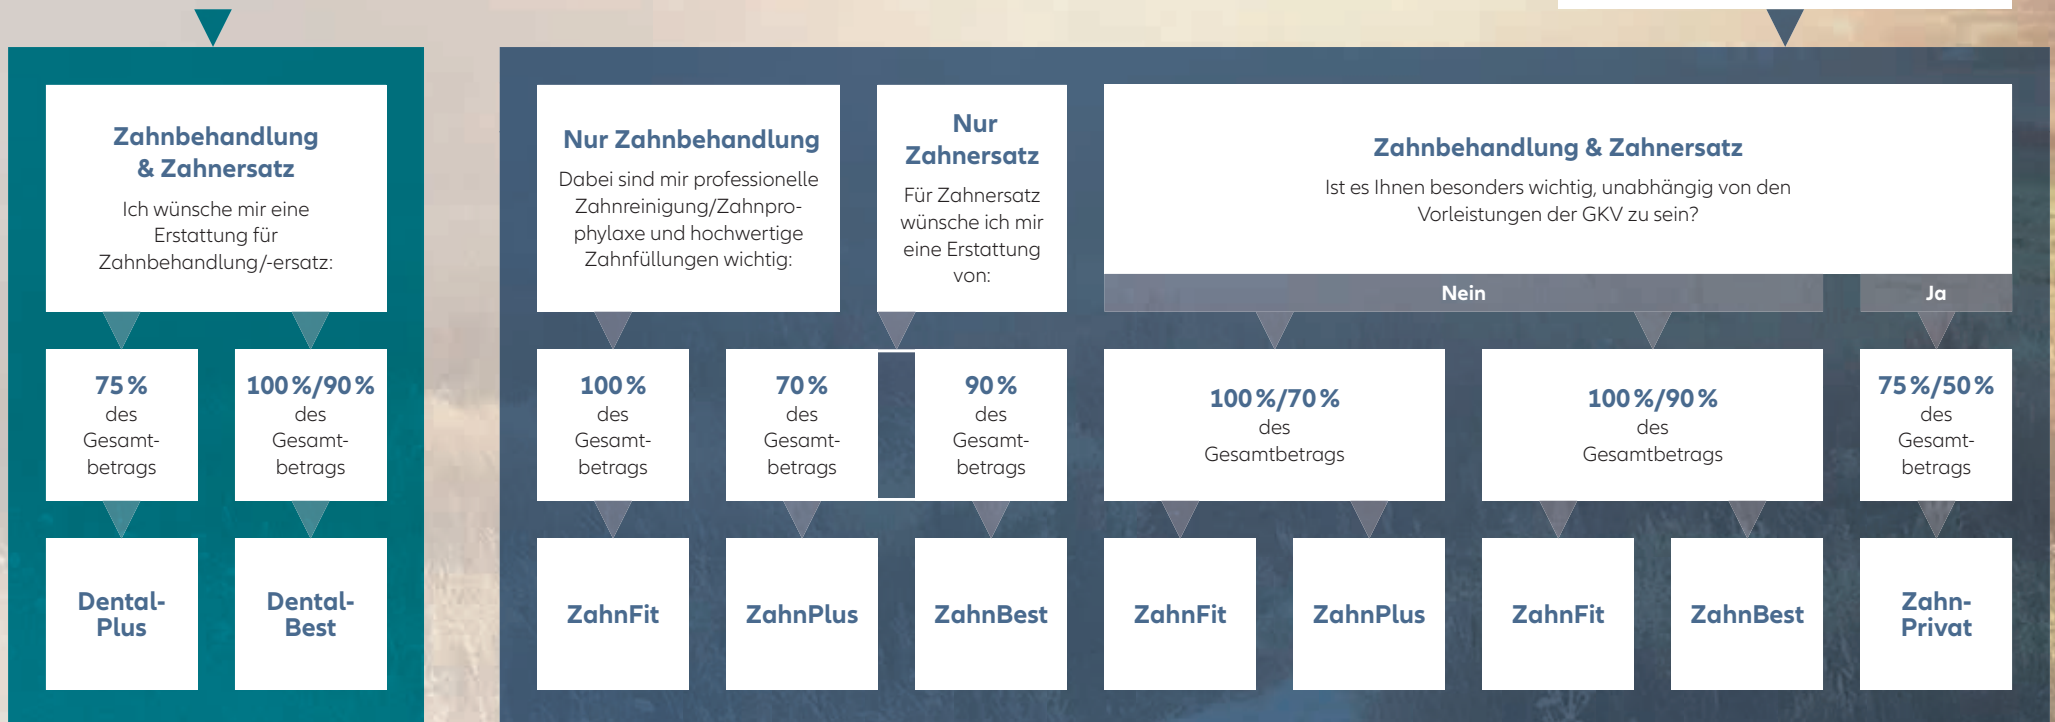 Zahnbehandlung
& Zahnersatz
Ich wünsche mir eine
Erstattung für
Zahnbehandlung/-ersatz:
75 %
des
Gesamt-
betrags
100 %/90 %
des
Gesamt-
betrags
Dental-
Plus
Dental-
Best
Nur Zahnbehandlung
Dabei sind mir professionelle
Zahnreinigung/Zahnpro-
phylaxe und hochwertige
Zahnfüllungen wichtig:
Nur
Zahnersatz
Für Zahnersatz
wünsche ich mir
eine Erstattung
von:
Zahnbehandlung & Zahnersatz
Ist es Ihnen besonders wichtig, unabhängig von den
Vorleistungen der GKV zu sein?
Nein
Ja
100 %
des
Gesamt-
betrags
70 %
des
Gesamt-
betrags
90 %
des
Gesamt-
betrags
100 %/70 %
des
Gesamtbetrags
100 %/90 %
des
Gesamtbetrags
75 %/50 %
des
Gesamt-
betrags
ZahnFit
ZahnPlus
ZahnBest
ZahnFit
ZahnPlus
ZahnFit
ZahnBest
Zahn-
Privat